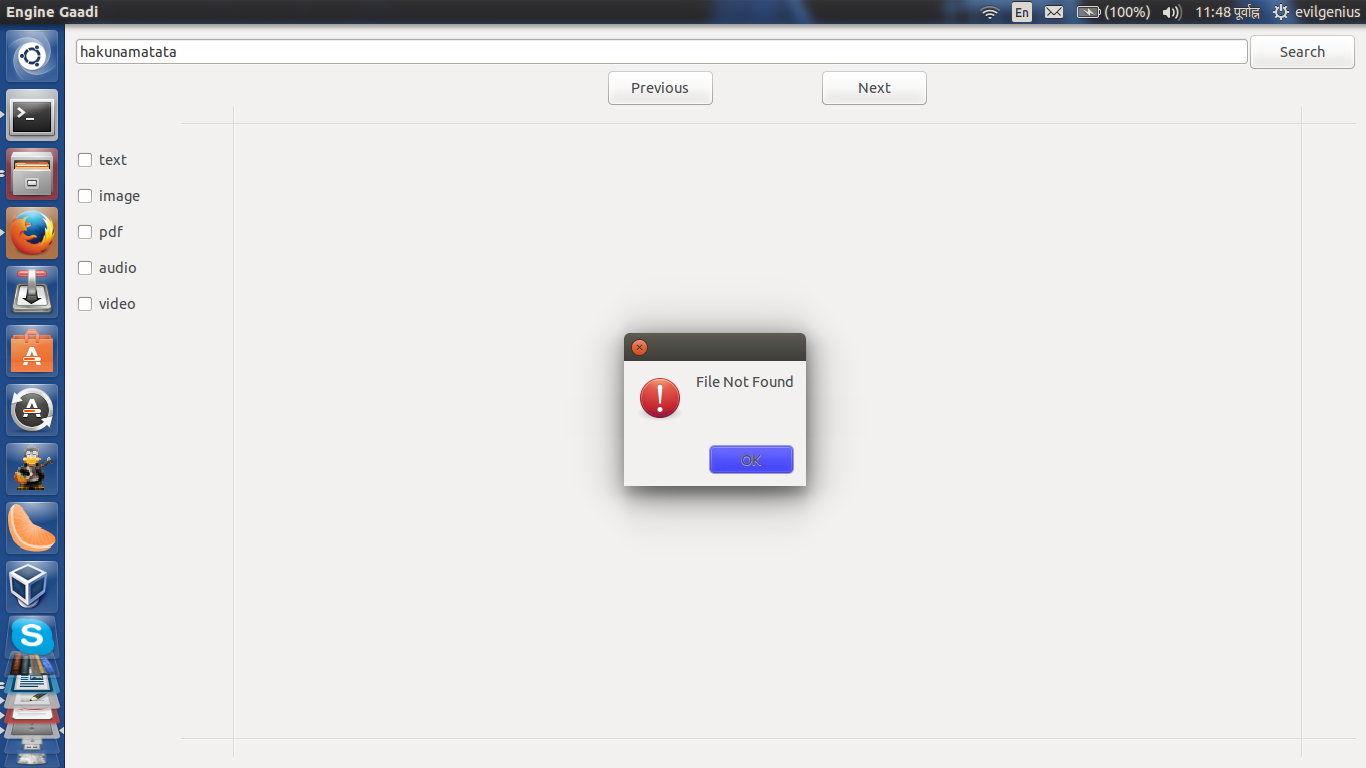 Engine Gaadi
En
(100%)
11:48 पूर्वाह्न
evilgenius
hakunamatata
Search
Previous
Next
text
image
pdf
audio
video
File Not Found
OK